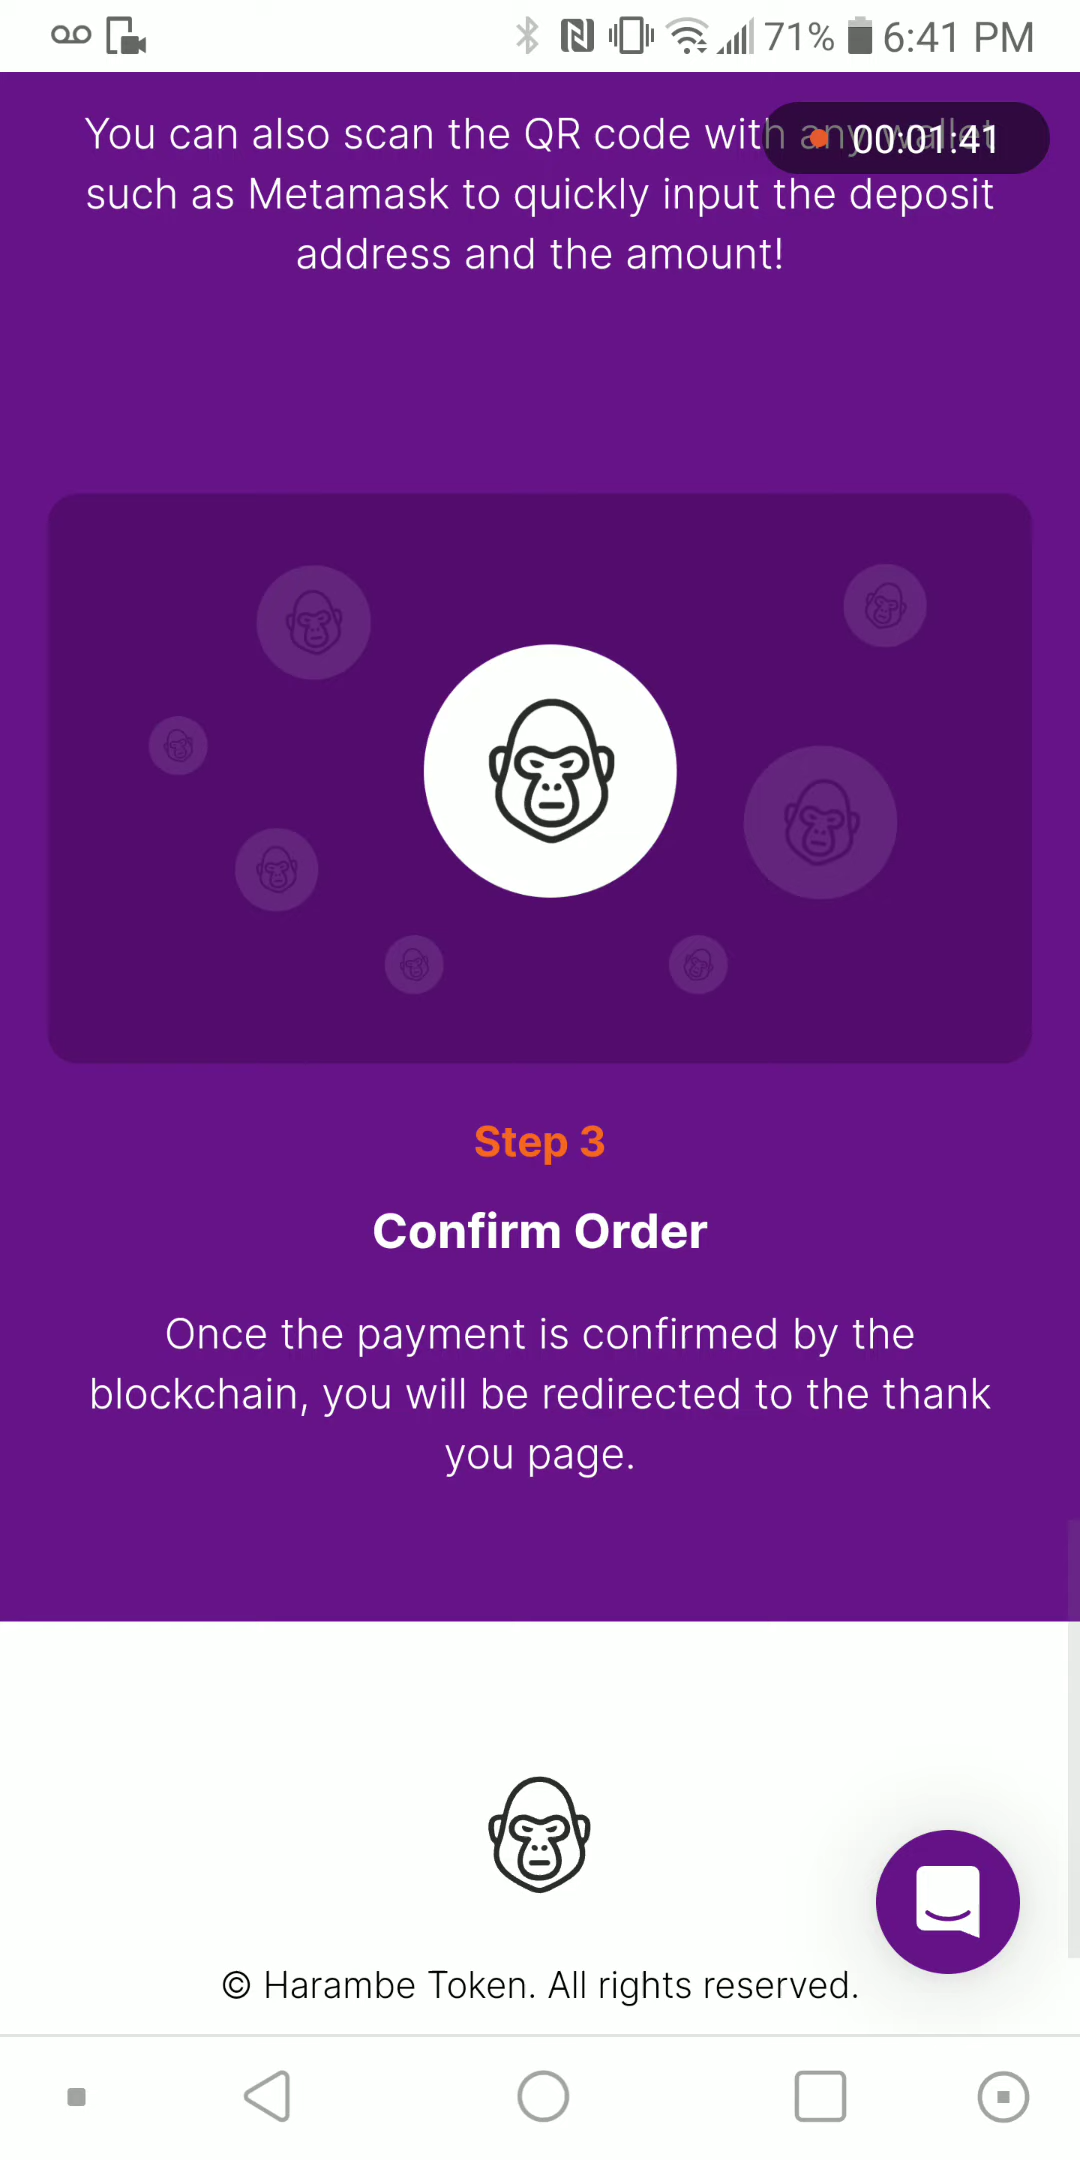 71% 6:41 PM
You can also scan the QR code with any wallet
00:01:41
such as Metamask to quickly input the deposit
address and the amount!
Step 3
Confirm Order
Once the payment is confirmed by the
blockchain, you will be redirected to the thank
you page.
© Harambe Token. All rights reserved.